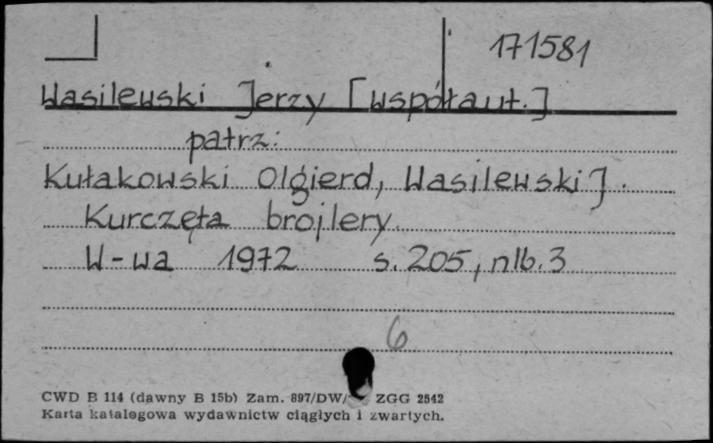 171581
Wasilewski Jerzy [współaut.]
patrz:
Kułakowski Olgierd, Wasilewski J.
Kurczęta brojlery.
W-wa 1972 s. 205, nlb. 3
6
CWD B 114 (dawny B 15b) Zam. 897/DW/ ZGG 2542
Karta katalogowa wydawnictw ciągłych i zwartych.